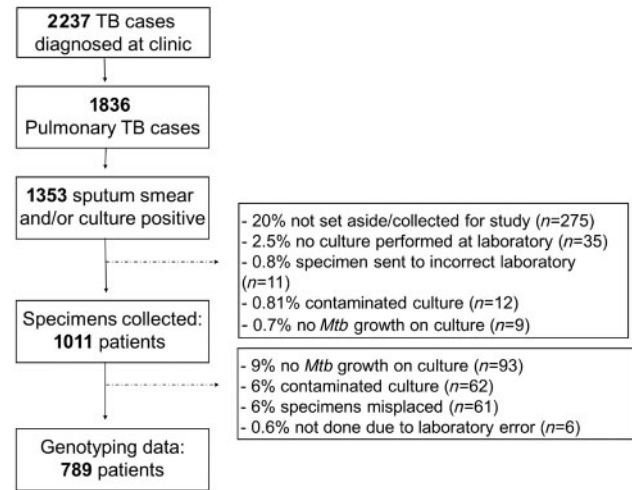 2237 TB cases
diagnosed at clinic
1836
Pulmonary TB cases
1353 sputum smear
and/or culture positive
- 20% not set aside/collected for study (n=275)
- 2.5% no culture performed at laboratory (n=35)
- 0.8% specimen sent to incorrect laboratory
(n=11)
- 0.81% contaminated culture (n=12)
- 0.7% no Mtb growth on culture (n=9)
Specimens collected:
1011 patients
- 9% no Mtb growth on culture (n=93)
- 6% contaminated culture (n=62)
- 6% specimens misplaced (n=61)
- 0.6% not done due to laboratory error (n=6)
Genotyping data:
789 patients